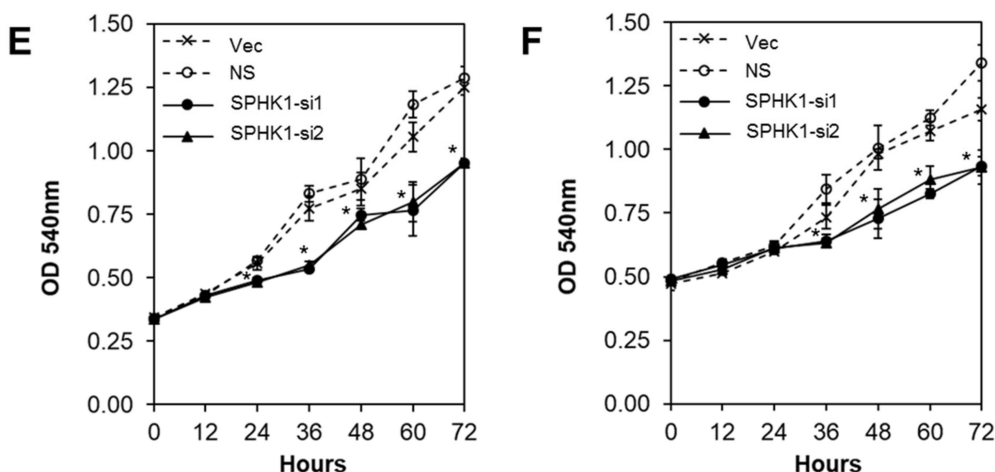 E
OD 540nm
1.50
1.25
1.00
0.75
0.50
0.25
0.00
Vec
NS
SPHK1-si1
SPHK1-si2
*
*
*
*
*
0 12 24 36 48 60 72
Hours
F
OD 540nm
1.50
1.25
1.00
0.75
0.50
0.25
0.00
Vec
NS
SPHK1-si1
SPHK1-si2
*
*
*
*
0 12 24 36 48 60 72
Hours